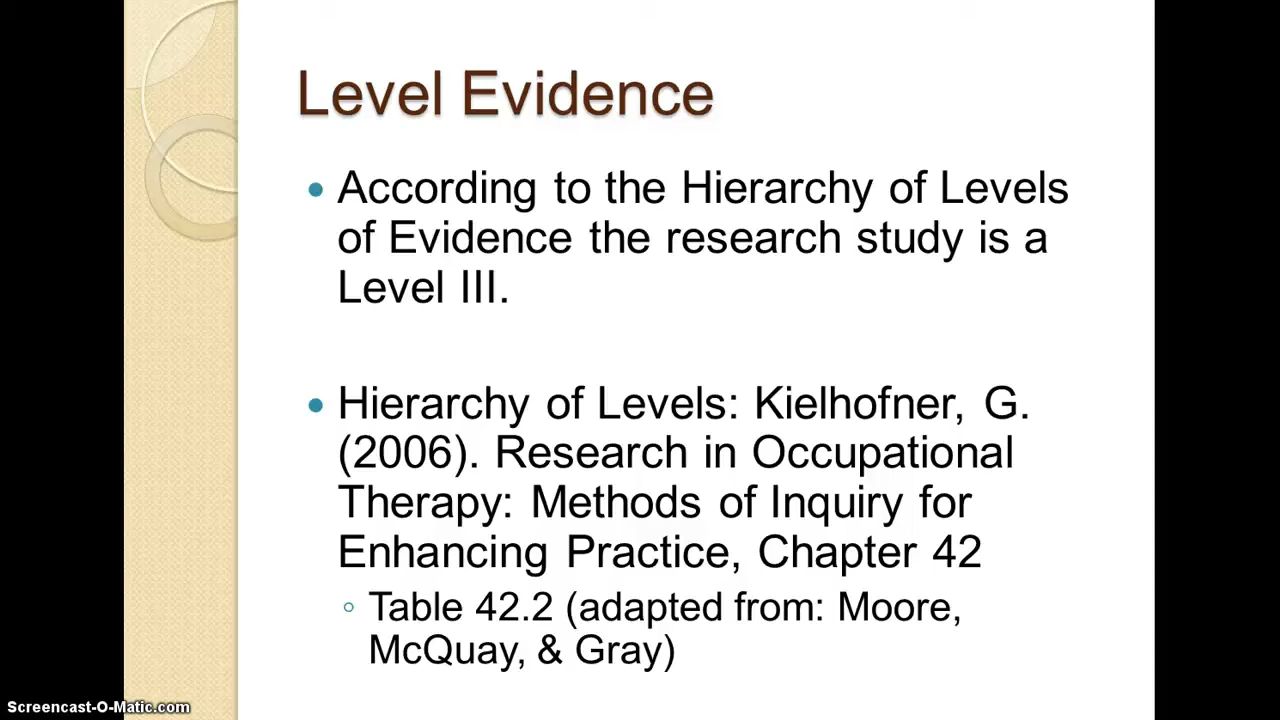 Level Evidence
• According to the Hierarchy of Levels
of Evidence the research study is a
Level III.
• Hierarchy of Levels: Kielhofner, G.
(2006). Research in Occupational
Therapy: Methods of Inquiry for
Enhancing Practice, Chapter 42
◦ Table 42.2 (adapted from: Moore,
McQuay, & Gray)
Screencast-O-Matic.com